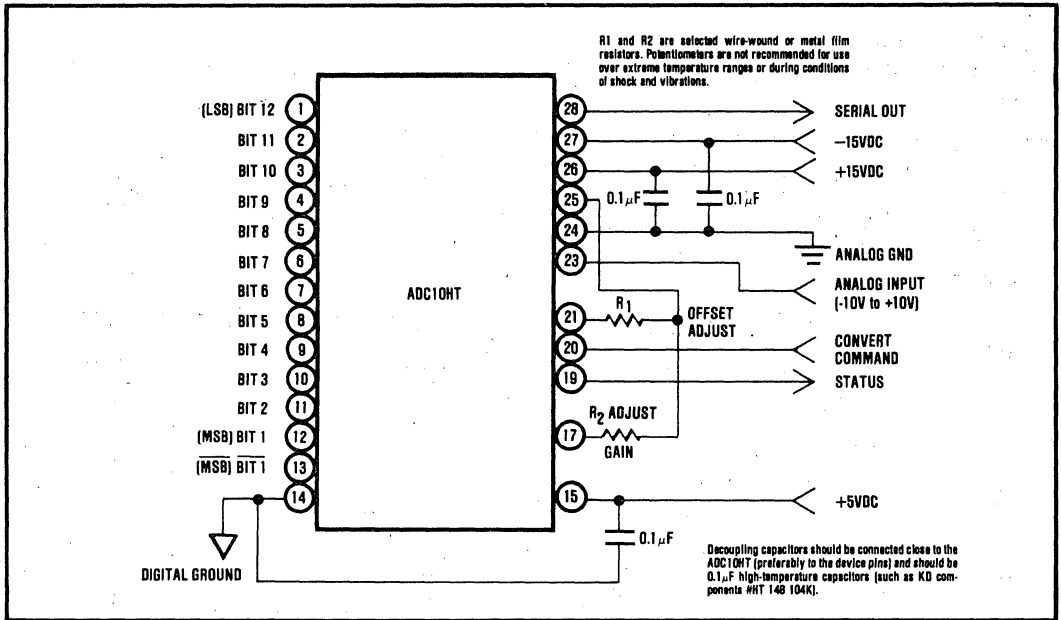 R1 and R2 are selected wire-wound or metal film
resistors. Potentiometers are not recommended for use
over extreme temperature ranges or during conditions
of shock and vibrations.
(LSB) BIT 12 1
BIT 11 2
BIT 10 3
BIT 9 4
BIT 8 5
BIT 7 6
BIT 6 7
BIT 5 8
BIT 4 9
BIT 3 10
BIT 2 11
(MSB) BIT 1 12
(MSB) BIT 1 13
14
DIGITAL GROUND
ADC10HT
28 SERIAL OUT
27 −15VDC
26 +15VDC
25 0.1μF 0.1μF
24
ANALOG GND
23
ANALOG INPUT
(-10V to +10V)
21 R1
OFFSET
ADJUST
20 CONVERT
COMMAND
19 STATUS
17 R2 ADJUST
GAIN
15 +5VDC
0.1μF
Decoupling capacitors should be connected close to the
ADC10HT (preferably to the device pins) and should be
0.1μF high-temperature capacitors (such as KD com-
ponents #HT 14B 104K).